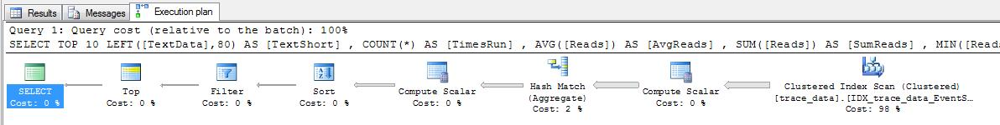 Results Messages Execution plan
Query 1: Query cost (relative to the batch): 100%
SELECT TOP 10 LEFT([TextData],80) AS [TextShort] , COUNT(*) AS [TimesRun] , AVG([Reads]) AS [AvgReads] , SUM([Reads]) AS [SumReads] , MIN([Reads
SELECT
Cost: 0 %
Top
Cost: 0 %
Filter
Cost: 0 %
Sort
Cost: 0 %
Compute Scalar
Cost: 0 %
Hash Match
(Aggregate)
Cost: 2 %
Compute Scalar
Cost: 0 %
Clustered Index Scan (Clustered)
[trace_data].[IDX_trace_data_EventS…
Cost: 98 %